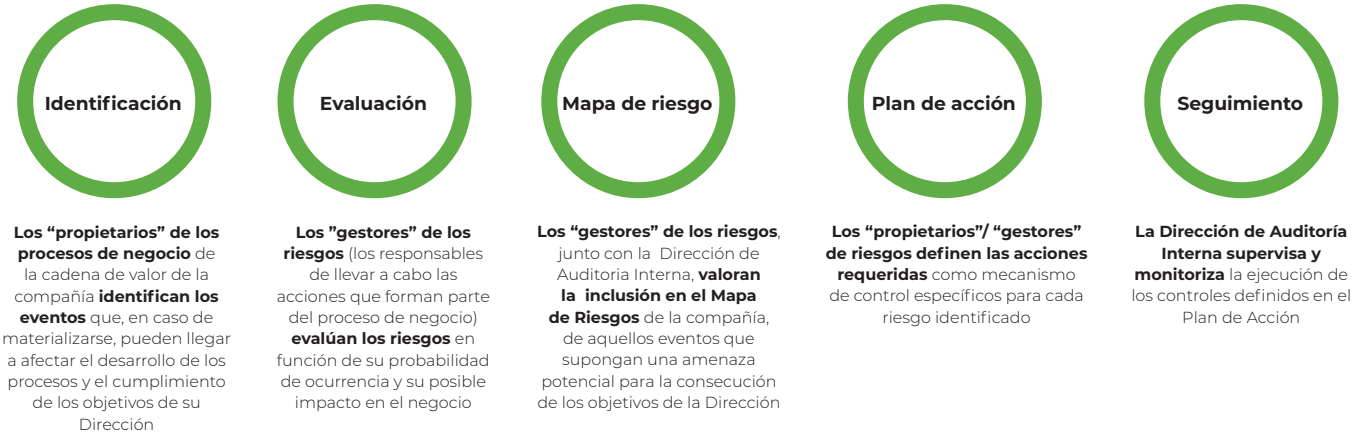 Identificación
Los “propietarios” de los
procesos de negocio de
la cadena de valor de la
compañía identifican los
eventos que, en caso de
materializarse, pueden llegar
a afectar el desarrollo de los
procesos y el cumplimiento
de los objetivos de su
Dirección
Evaluación
Los ”gestores” de los
riesgos (los responsables
de llevar a cabo las
acciones que forman parte
del proceso de negocio)
evalúan los riesgos en
función de su probabilidad
de ocurrencia y su posible
impacto en el negocio
Mapa de riesgo
Los “gestores” de los riesgos,
junto con la Dirección de
Auditoria Interna, valoran
la inclusión en el Mapa
de Riesgos de la compañía,
de aquellos eventos que
supongan una amenaza
potencial para la consecución
de los objetivos de la Dirección
Plan de acción
Los “propietarios”/ “gestores”
de riesgos definen las acciones
requeridas como mecanismo
de control específicos para cada
riesgo identificado
Seguimiento
La Dirección de Auditoría
Interna supervisa y
monitoriza la ejecución de
los controles definidos en el
Plan de Acción